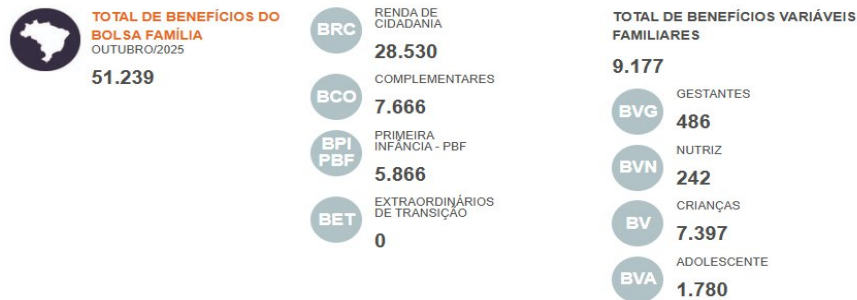 TOTAL DE BENEFÍCIOS DO
BOLSA FAMÍLIA
OUTUBRO/2025
51.239
BRC
RENDA DE
CIDADANIA
28.530
BCO
COMPLEMENTARES
7.666
BPI
PBF
PRIMEIRA
INFÂNCIA - PBF
5.866
BET
EXTRAORDINÁRIOS
DE TRANSIÇÃO
0
TOTAL DE BENEFÍCIOS VARIÁVEIS
FAMILIARES
9.177
BVG
GESTANTES
486
BVN
NUTRIZ
242
BV
CRIANÇAS
7.397
BVA
ADOLESCENTE
1.780